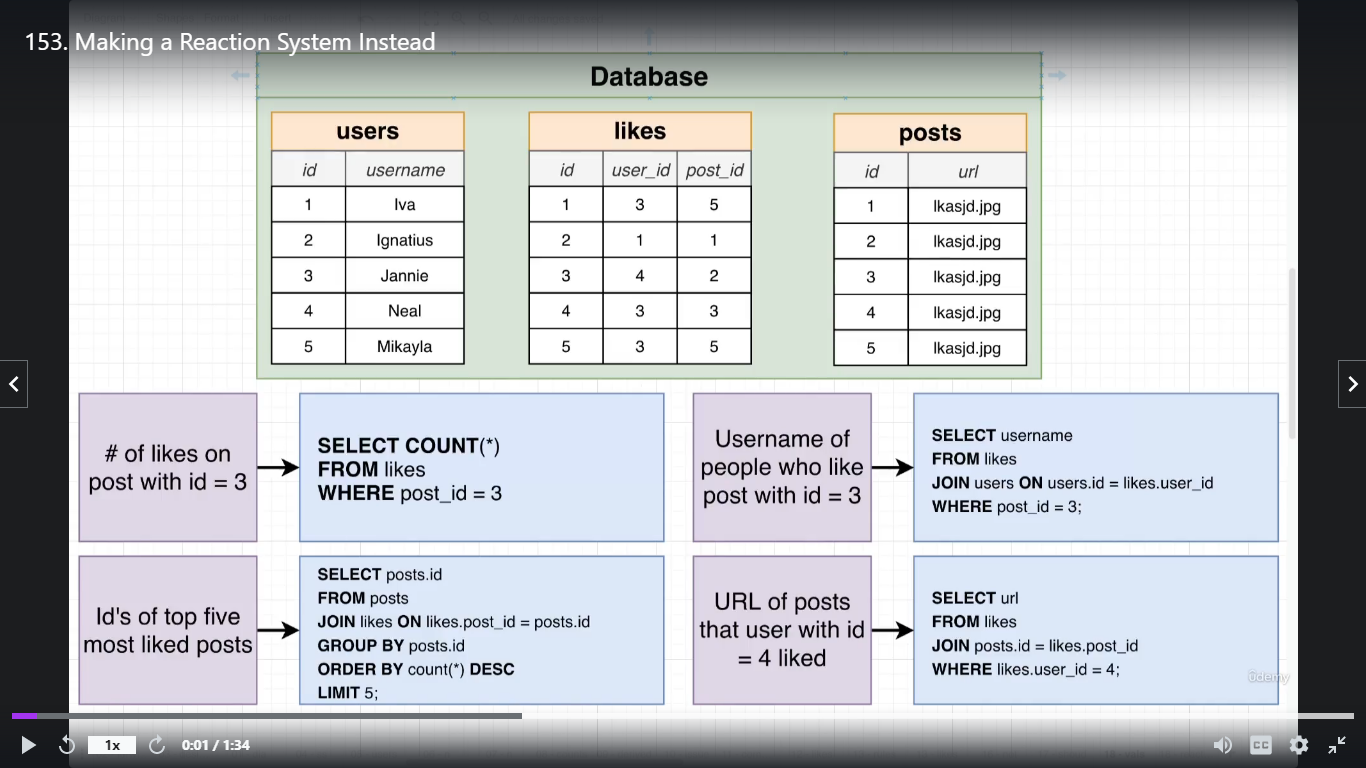 153. Making a Reaction System Instead
Database
users
id username
1 Iva
2 Ignatius
3 Jannie
4 Neal
5 Mikayla
likes
id user_id post_id
1 3 5
2 1 1
3 4 2
4 3 3
5 3 5
posts
id url
1 lkasjd.jpg
2 lkasjd.jpg
3 lkasjd.jpg
4 lkasjd.jpg
5 lkasjd.jpg
# of likes on
post with id = 3
SELECT COUNT(*)
FROM likes
WHERE post_id = 3
Username of
people who like
post with id = 3
SELECT username
FROM likes
JOIN users ON users.id = likes.user_id
WHERE post_id = 3;
Id's of top five
most liked posts
SELECT posts.id
FROM posts
JOIN likes ON likes.post_id = posts.id
GROUP BY posts.id
ORDER BY count(*) DESC
LIMIT 5;
URL of posts
that user with id
= 4 liked
SELECT url
FROM likes
JOIN posts.id = likes.post_id
WHERE likes.user_id = 4;
ûdemy
1x
0:01 / 1:34
CC